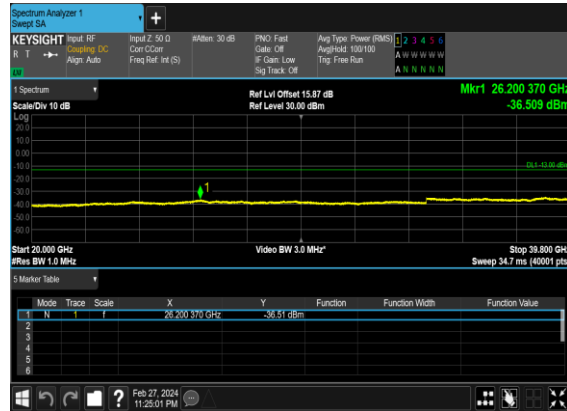 Spectrum Analyzer 1
Swept SA
+
KEYSIGHT Input: RF Input Z: 50 Ω #Atten: 30 dB PNO: Fast Avg Type: Power (RMS) 1 2 3 4 5 6
R T Coupling: DC Corr CCorr Gate: Off Avg|Hold: 100/100 A W W W W W
Align: Auto Freq Ref: Int (S) IF Gain: Low Trig: Free Run
Sig Track: Off A N N N N N
1 Spectrum Ref Lvl Offset 15.87 dB Mkr1 26.200 370 GHz
Scale/Div 10 dB Ref Level 30.00 dBm -36.509 dBm
Log
20.0
10.0
0.00
-10.0 DL1 -13.00 dBm
-20.0
-30.0 1
-40.0
-50.0
-60.0
Start 20.000 GHz Video BW 3.0 MHz* Stop 39.800 GHz
#Res BW 1.0 MHz Sweep 34.7 ms (40001 pts)
5 Marker Table
Mode Trace Scale X Y Function Function Width Function Value
1 N 1 f 26.200 370 GHz -36.51 dBm
2
3
4
5
6
? Feb 27, 2024
11:25:01 PM